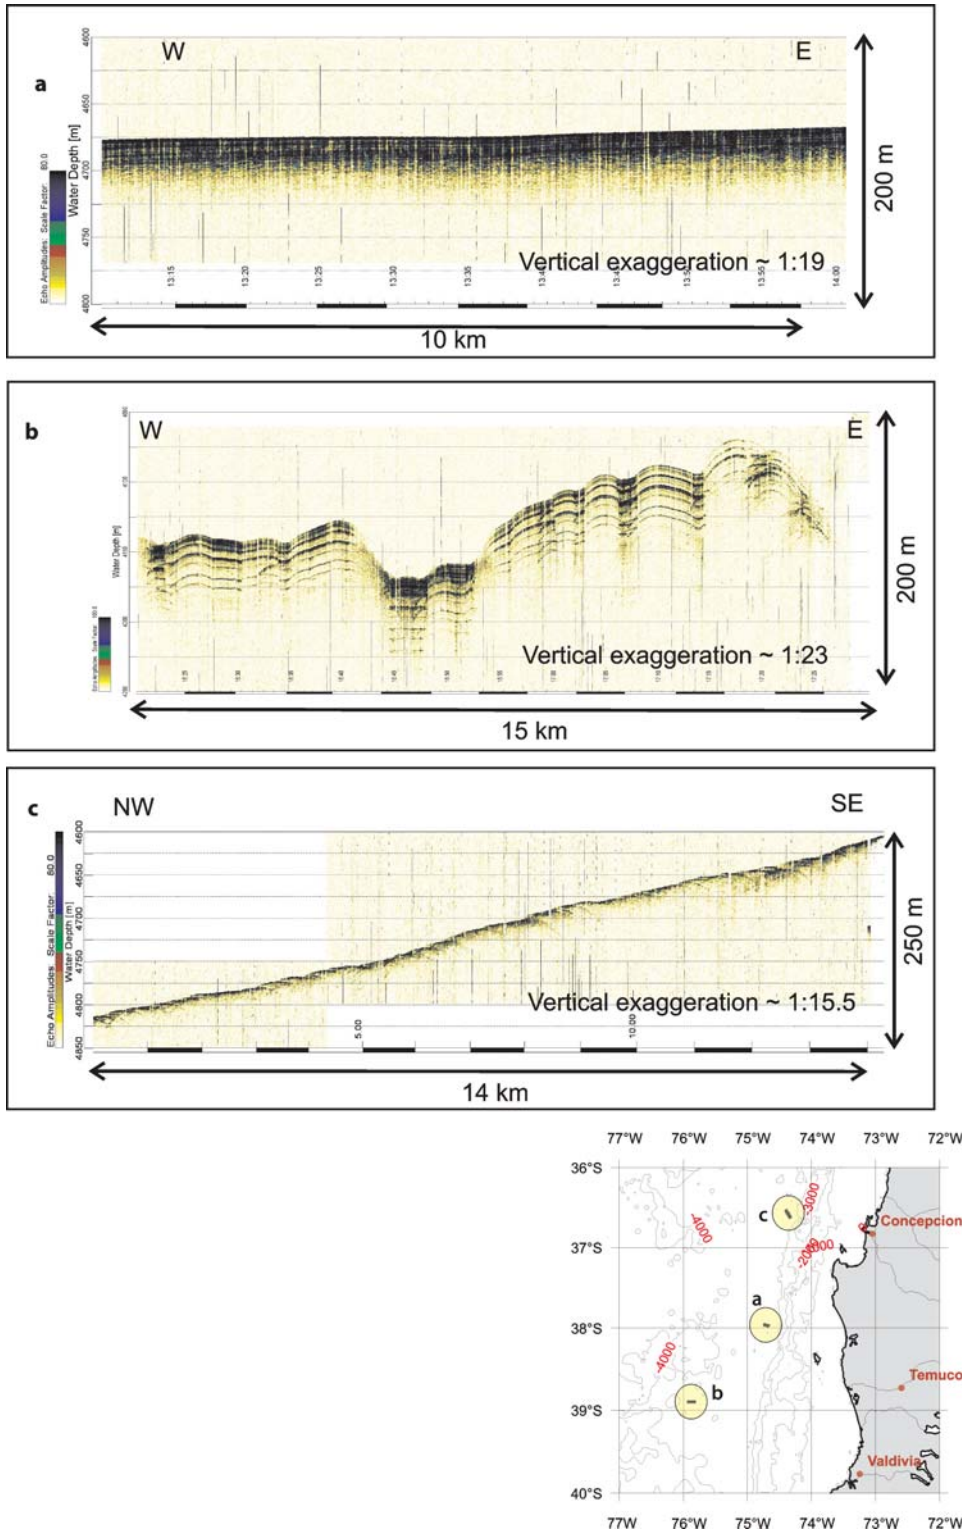 a
W
E
4600
4650
4700
4750
4800
Water Depth [m]
Echo Amplitudes: Scale Factor: 80.0
200 m
Vertical exaggeration ~ 1:19
13:15
13:20
13:25
13:30
13:35
13:40
13:45
13:50
13:55
14:00
10 km
b
W
E
Water Depth [m]
200 m
Vertical exaggeration ~ 1:23
15 km
c
NW
SE
4600
4650
4700
4750
4800
4850
Water Depth [m]
Echo Amplitudes Scale Factor 60.0
250 m
Vertical exaggeration ~ 1:15.5
5:00
10:00
14 km
77°W 76°W 75°W 74°W 73°W 72°W
36°S
37°S
38°S
39°S
40°S
-4000
-3000
-2000
-4000
c
a
b
Concepcion
Temuco
Valdivia
77°W 76°W 75°W 74°W 73°W 72°W